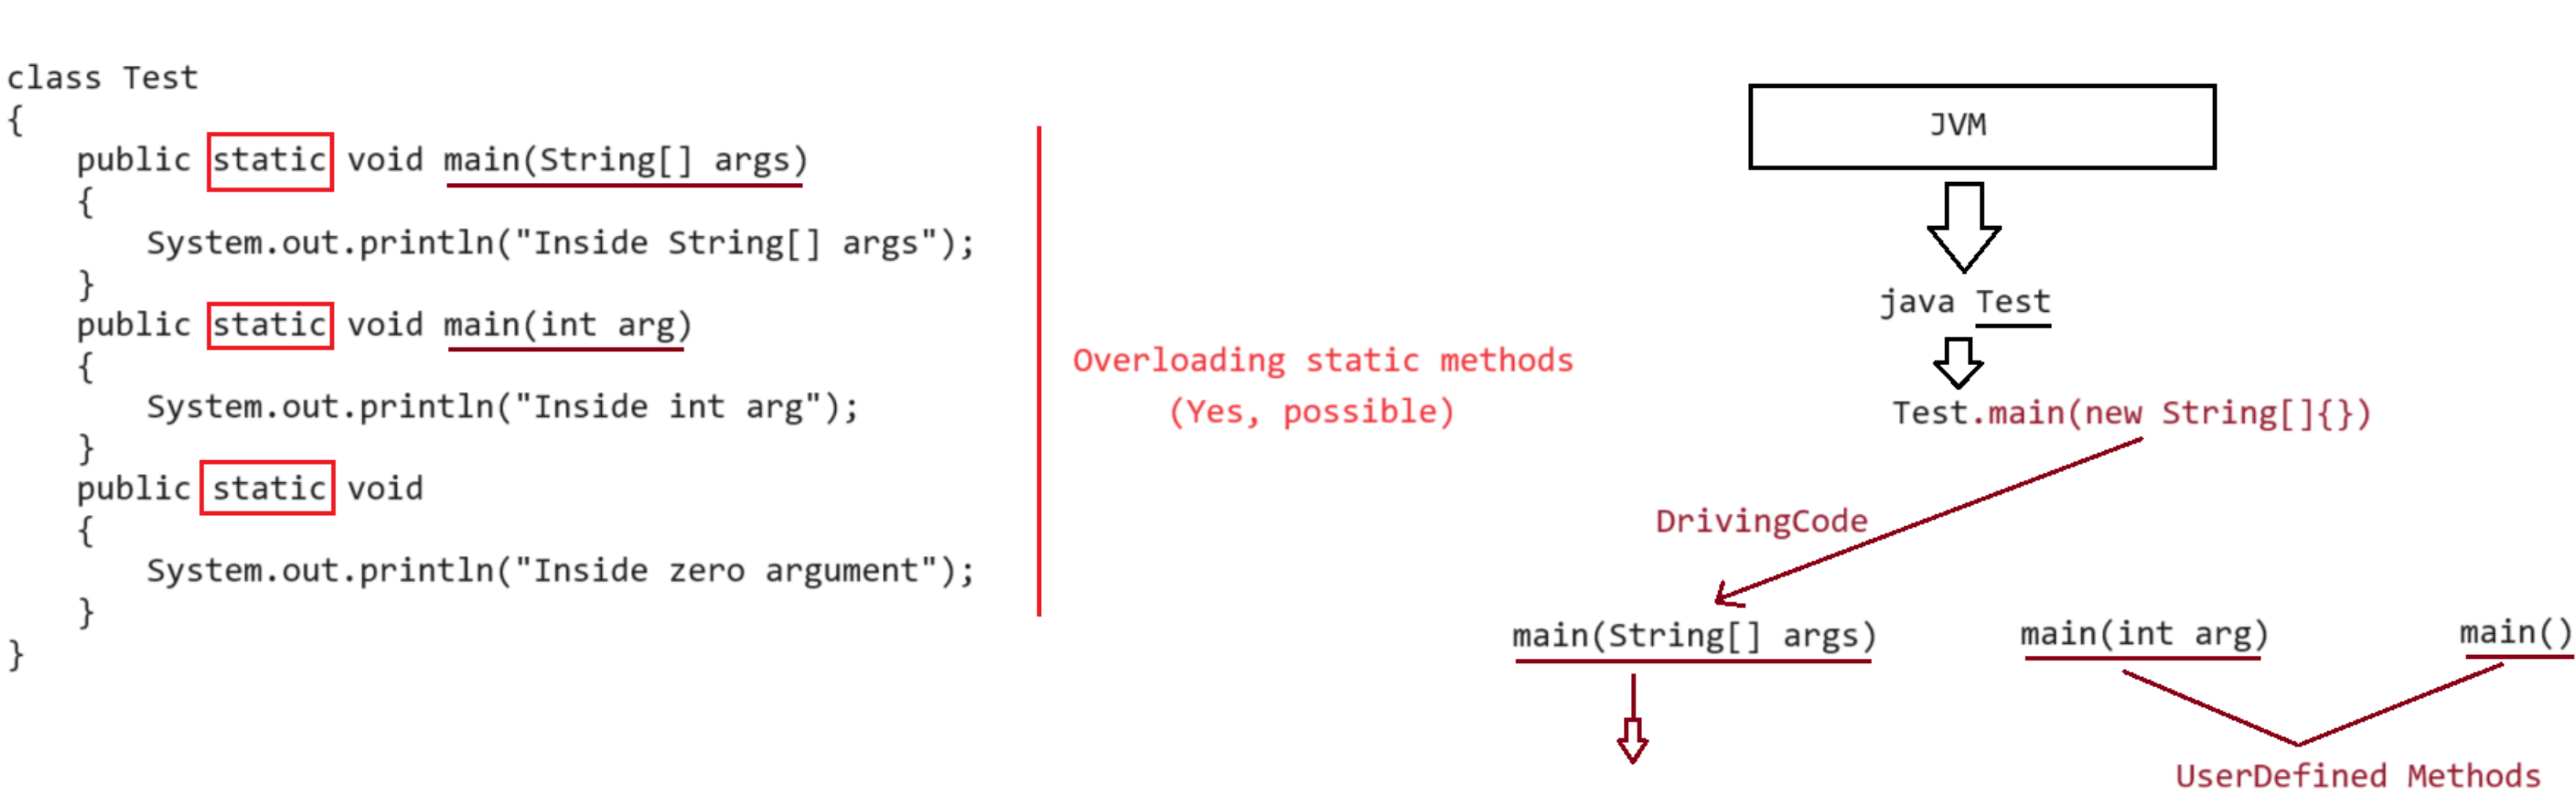 class Test
{
public static void main(String[] args)
{
System.out.println("Inside String[] args");
}
public static void main(int arg)
{
System.out.println("Inside int arg");
}
public static void
{
System.out.println("Inside zero argument");
}
}
Overloading static methods
(Yes, possible)
JVM
java Test
Test.main(new String[]{})
DrivingCode
main(String[] args)
main(int arg)
main()
UserDefined Methods